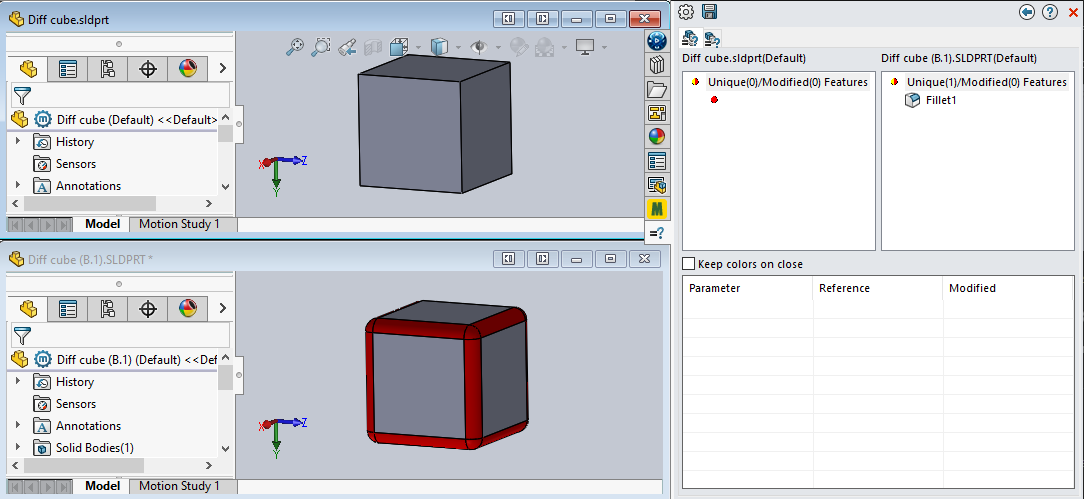 Diff cube.sldprt
Diff cube (Default) <<Default>
History
Sensors
Annotations
Model Motion Study 1
X Y Z
M
=?
Diff cube (B.1).SLDPRT *
Diff cube (B.1) (Default) <<Def
History
Sensors
Annotations
Solid Bodies(1)
Model Motion Study 1
X Y Z
Diff cube.sldprt(Default)
Unique(0)/Modified(0) Features
Diff cube (B.1).SLDPRT(Default)
Unique(1)/Modified(0) Features
Fillet1
Keep colors on close
Parameter Reference Modified